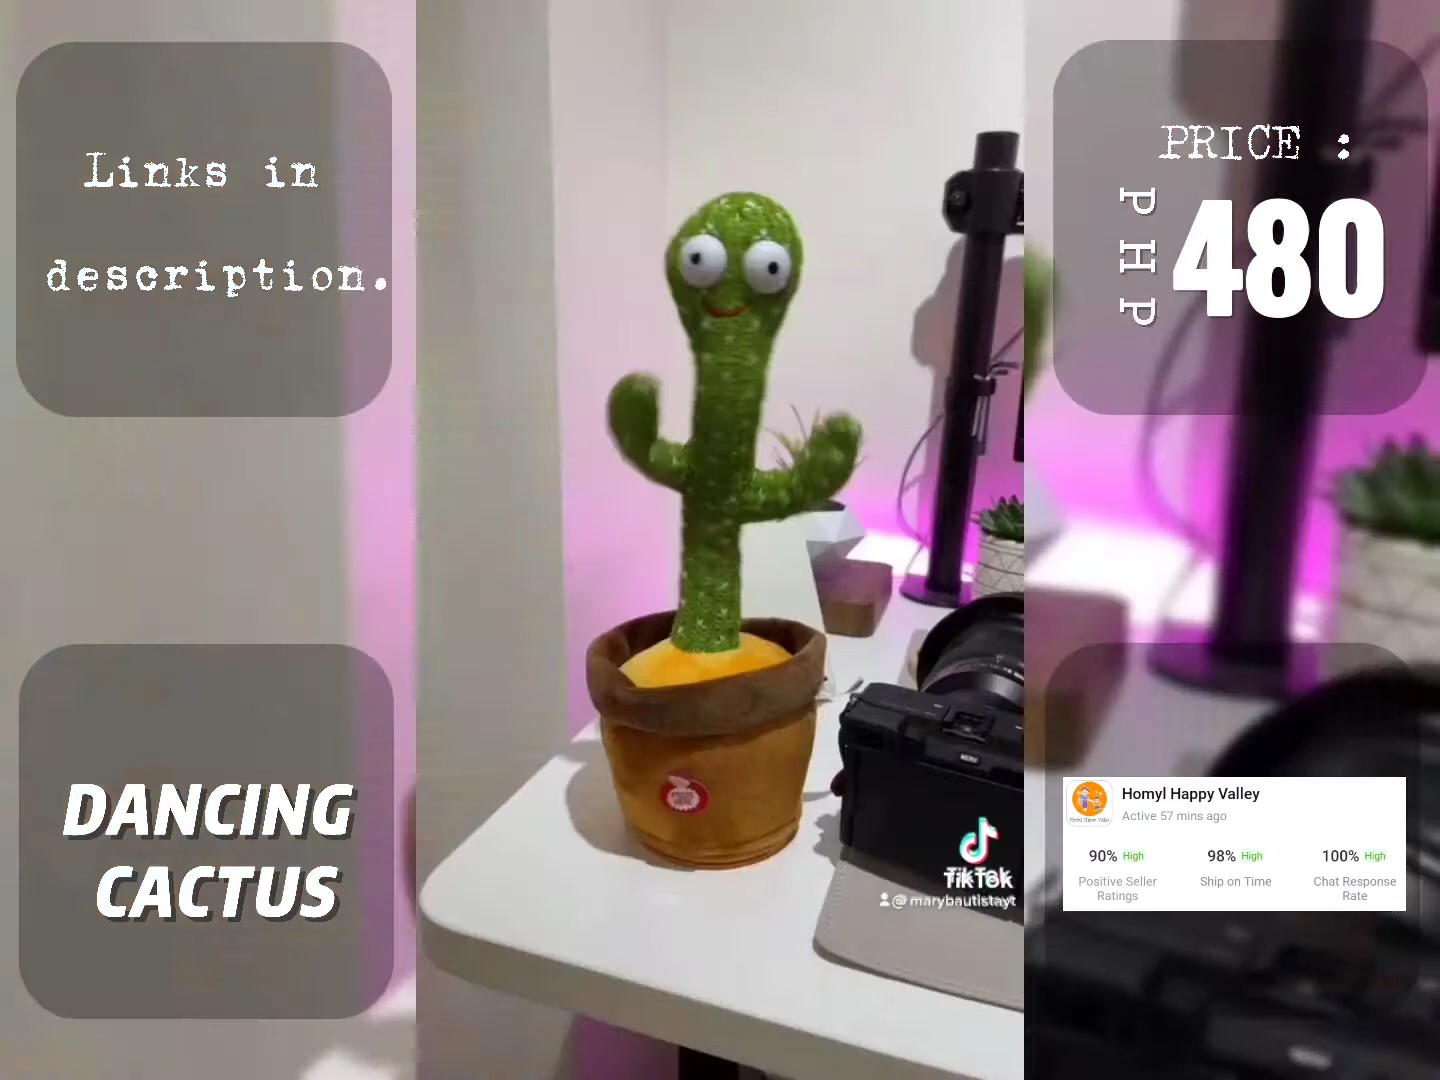 Links in
description.
PRICE :
PHP
480
DANCING
CACTUS
Homyl Happy Valley
Active 57 mins ago
90% High
Positive Seller
Ratings
98% High
Ship on Time
100% High
Chat Response
Rate
TikTok
@marybautistayt